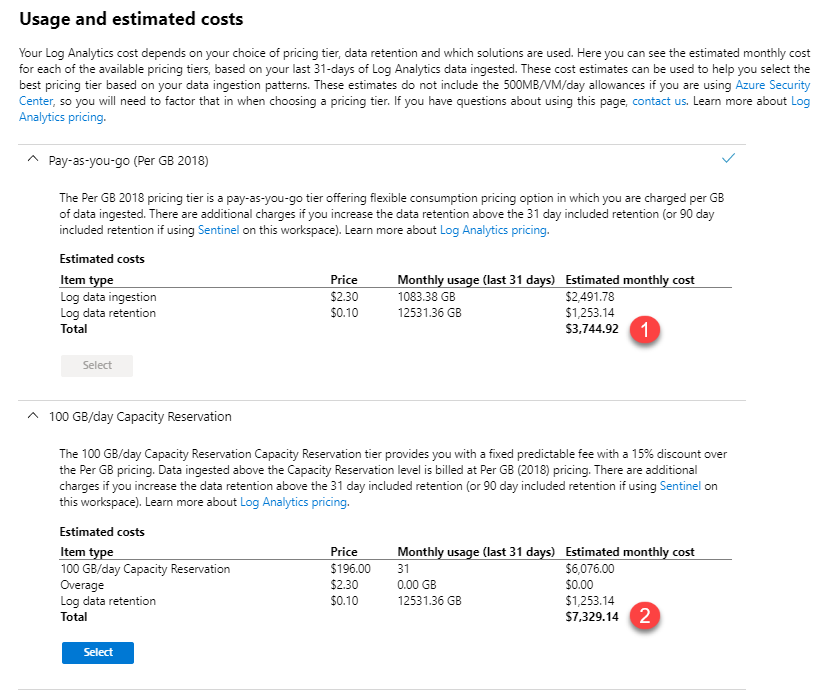 Usage and estimated costs
Your Log Analytics cost depends on your choice of pricing tier, data retention and which solutions are used. Here you can see the estimated monthly cost
for each of the available pricing tiers, based on your last 31-days of Log Analytics data ingested. These cost estimates can be used to help you select the
best pricing tier based on your data ingestion patterns. These estimates do not include the 500MB/VM/day allowances if you are using Azure Security
Center, so you will need to factor that in when choosing a pricing tier. If you have questions about using this page, contact us. Learn more about Log
Analytics pricing.
Pay-as-you-go (Per GB 2018)
The Per GB 2018 pricing tier is a pay-as-you-go tier offering flexible consumption pricing option in which you are charged per GB
of data ingested. There are additional charges if you increase the data retention above the 31 day included retention (or 90 day
included retention if using Sentinel on this workspace). Learn more about Log Analytics pricing.
Estimated costs
Item type Price Monthly usage (last 31 days) Estimated monthly cost
Log data ingestion $2.30 1083.38 GB $2,491.78
Log data retention $0.10 12531.36 GB $1,253.14
Total $3,744.92 1
Select
100 GB/day Capacity Reservation
The 100 GB/day Capacity Reservation Capacity Reservation tier provides you with a fixed predictable fee with a 15% discount over
the Per GB pricing. Data ingested above the Capacity Reservation level is billed at Per GB (2018) pricing. There are additional
charges if you increase the data retention above the 31 day included retention (or 90 day included retention if using Sentinel on
this workspace). Learn more about Log Analytics pricing.
Estimated costs
Item type Price Monthly usage (last 31 days) Estimated monthly cost
100 GB/day Capacity Reservation $196.00 31 $6,076.00
Overage $2.30 0.00 GB $0.00
Log data retention $0.10 12531.36 GB $1,253.14
Total $7,329.14 2
Select